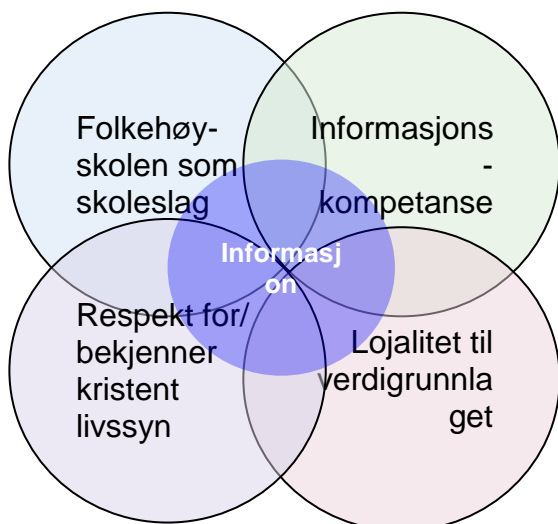 Folkehøy-
skolen som
skoleslag
Informasjons
-
kompetanse
Informasj
on
Respekt for/
bekjenner
kristent
livssyn
Lojalitet til
verdigrunnla
get